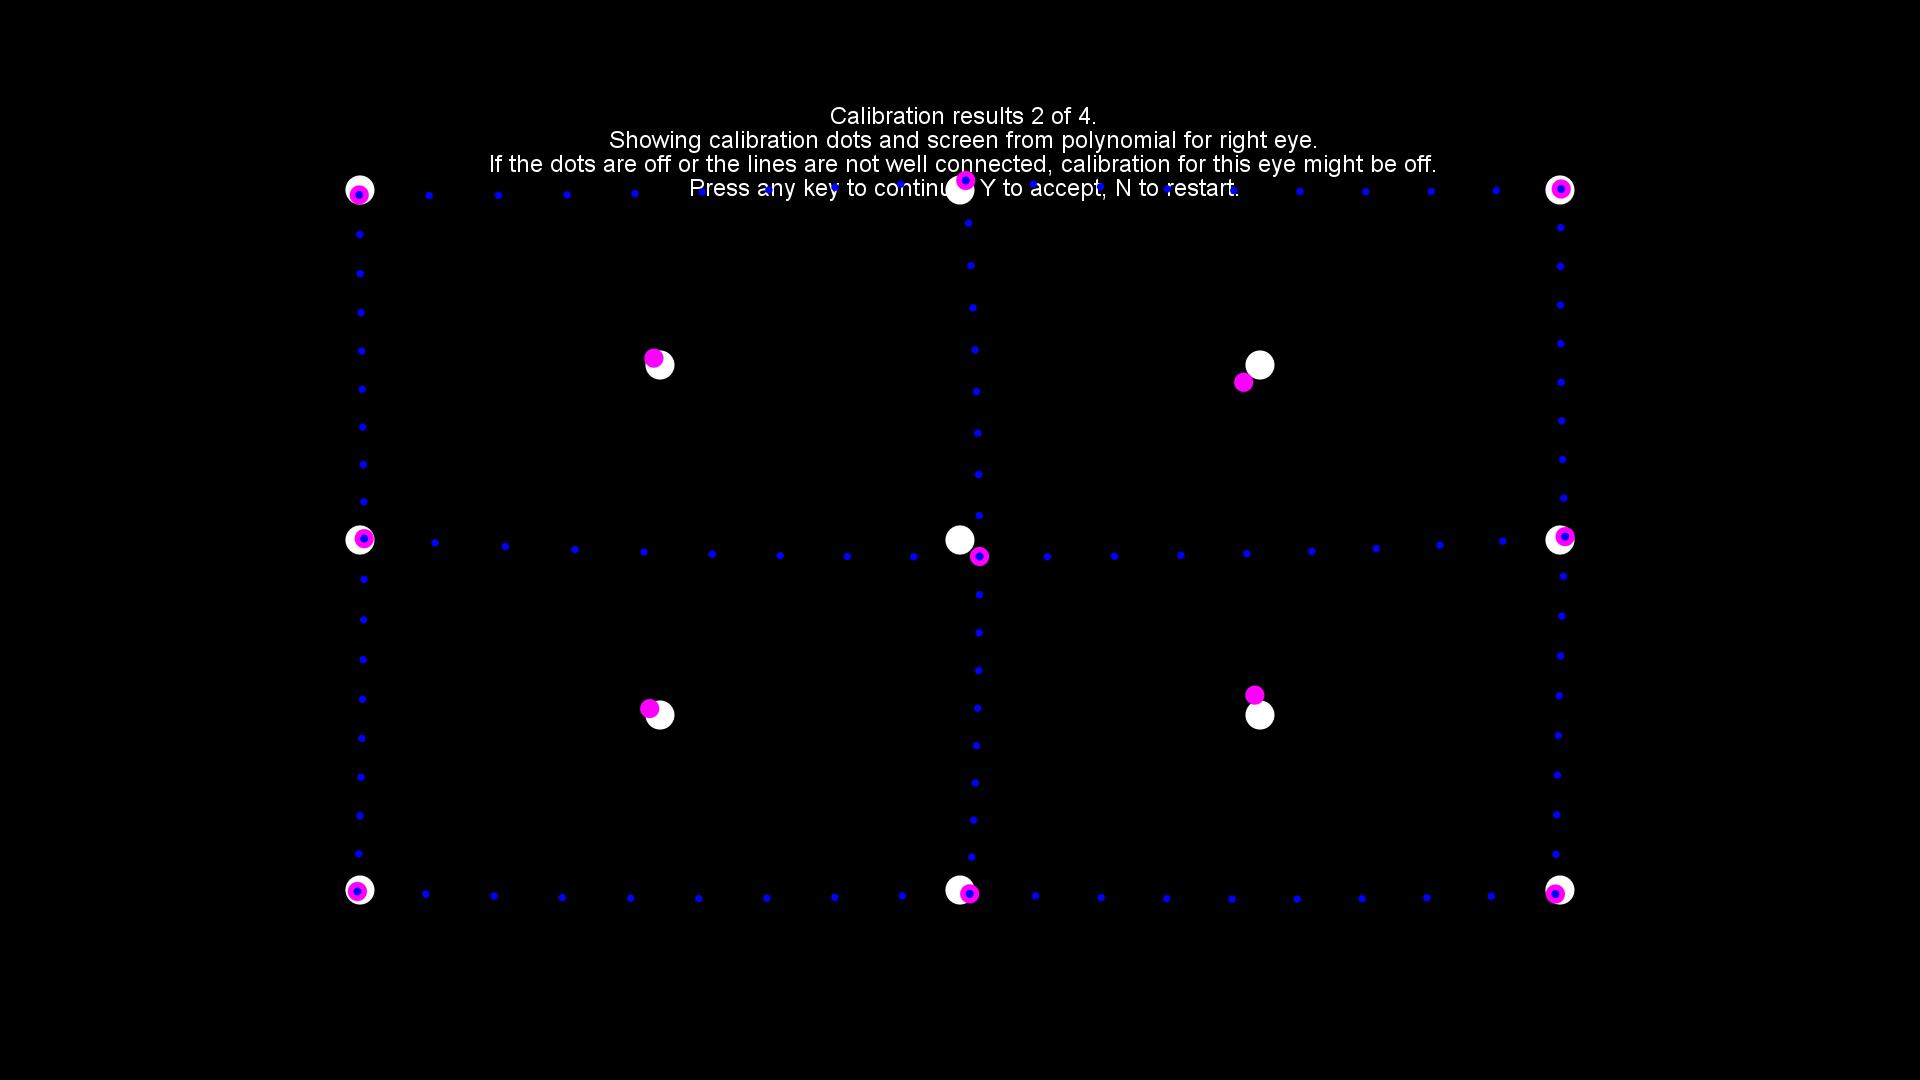 Calibration results 2 of 4.
Showing calibration dots and screen from polynomial for right eye.
If the dots are off or the lines are not well connected, calibration for this eye might be off.
Press any key to continue, Y to accept, N to restart.